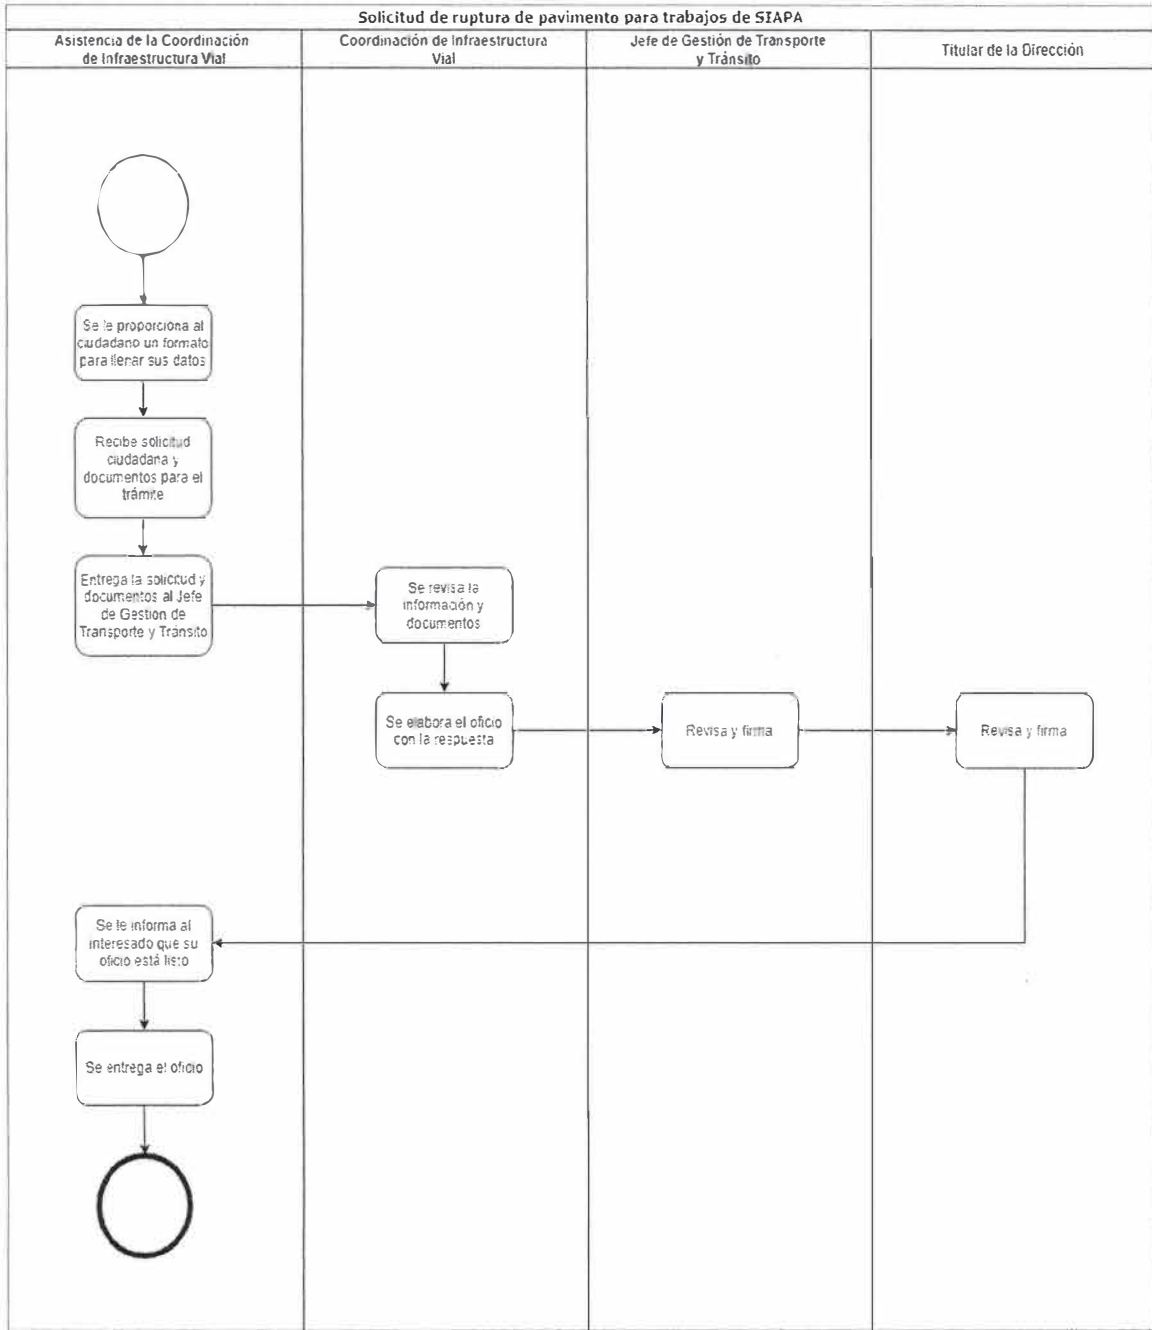 Solicitud de ruptura de pavimento para trabajos de SIAPA
Asistencia de la Coordinación
de Infraestructura Vial
Coordinación de Infraestructura
Vial
Jefe de Gestión de Transporte
y Tránsito
Titular de la Dirección
Se le proporciona al
ciudadano un formato
para llenar sus datos
Recibe solicitud
ciudadana y
documentos para el
trámite
Entrega la solicitud y
documentos al Jefe
de Gestión de
Transporte y Tránsito
Se revisa la
información y
documentos
Se elabora el oficio
con la respuesta
Revisa y firma
Revisa y firma
Se le informa al
interesado que su
oficio está listo
Se entrega el oficio